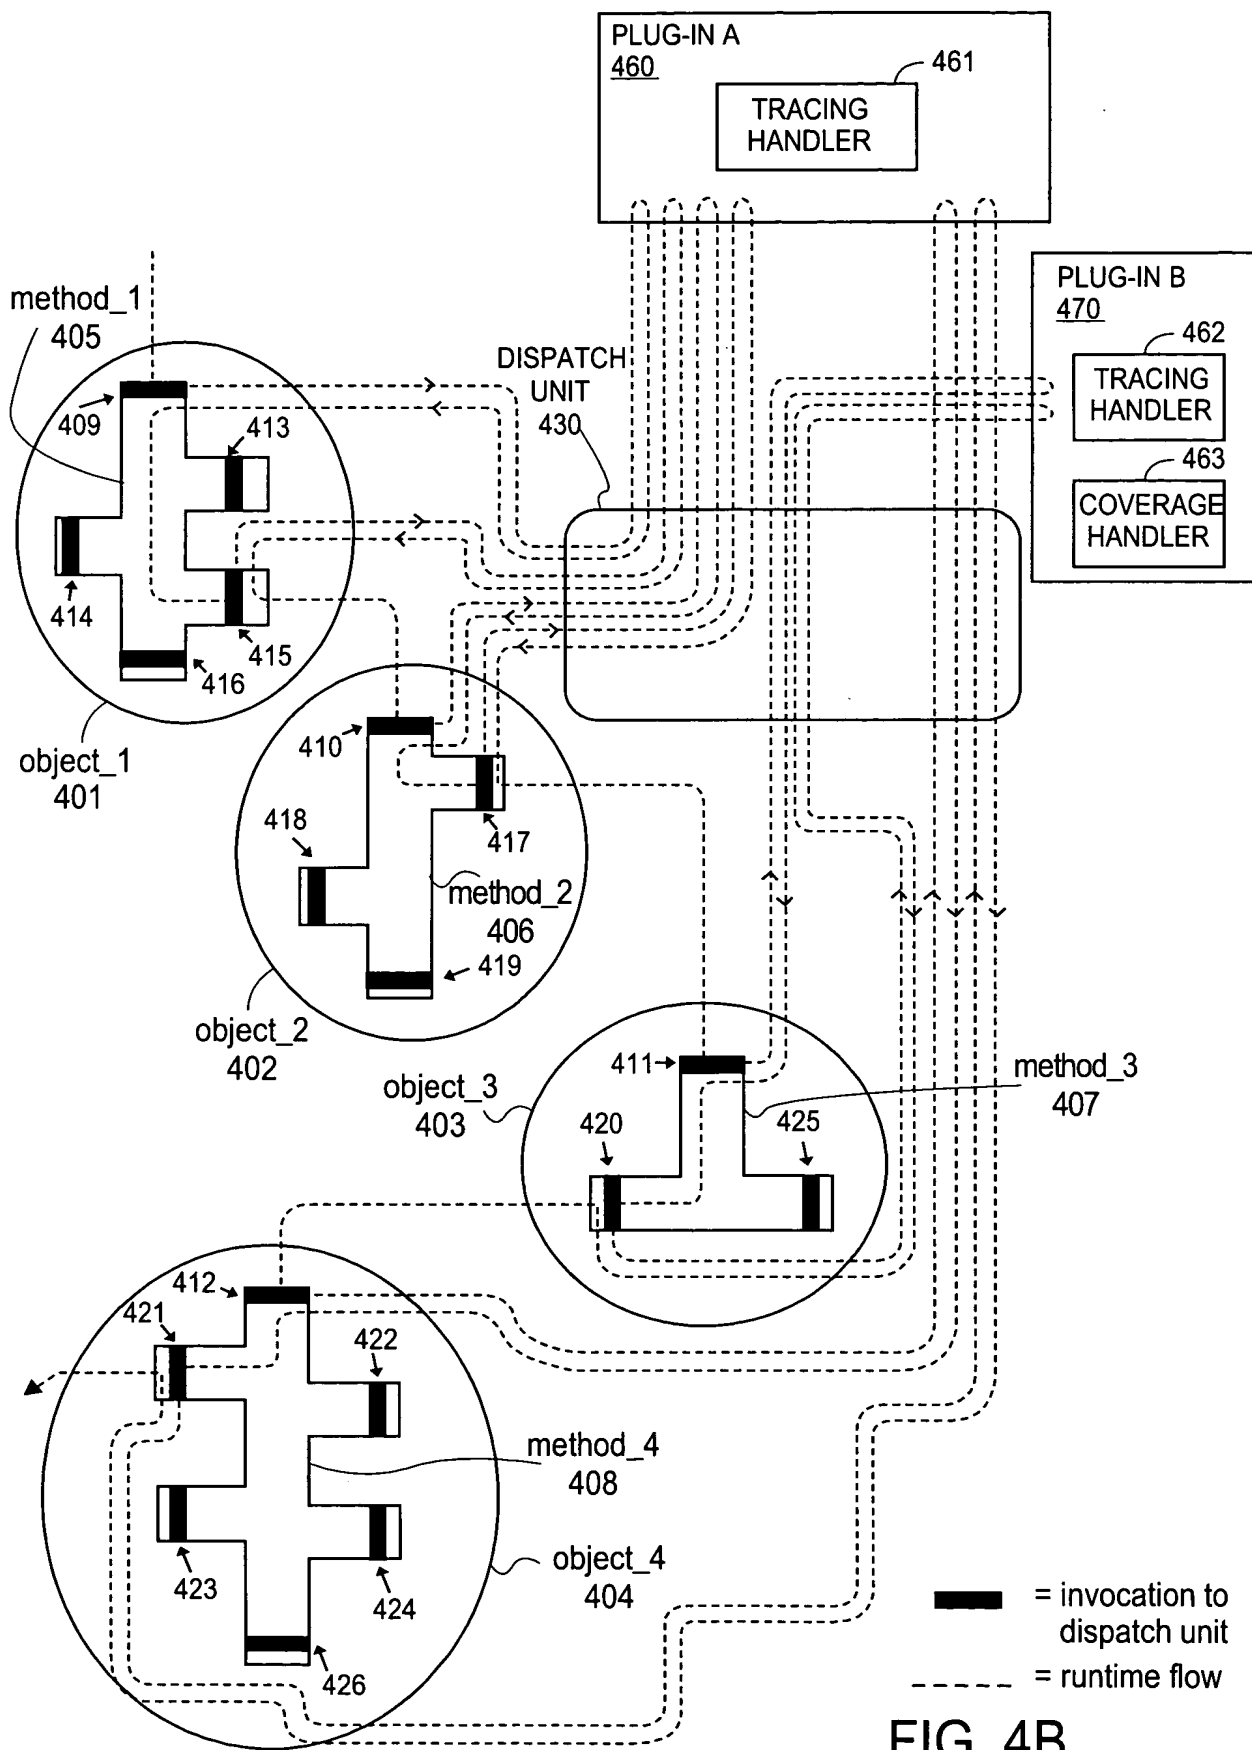 PLUG-IN A
460
461
TRACING
HANDLER
PLUG-IN B
470
462
TRACING
HANDLER
463
COVERAGE
HANDLER
method_1
405
DISPATCH
UNIT
430
409
413
414
415
416
object_1
401
410
417
418
method_2
406
419
object_2
402
411
object_3
403
method_3
407
420
425
412
421
422
method_4
408
423
424
object_4
404
426
= invocation to
dispatch unit
= runtime flow
FIG. 4B